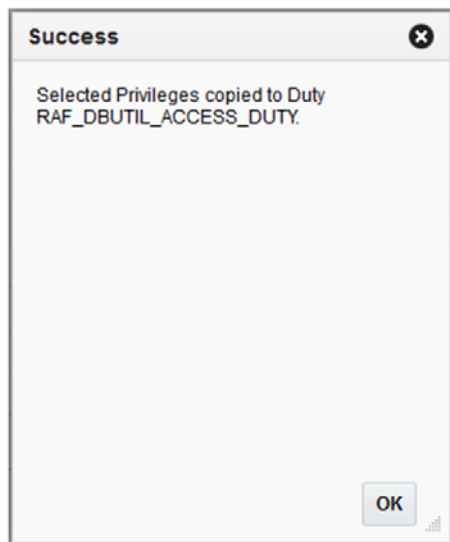 Success
Selected Privileges copied to Duty
RAF_DBUTIL_ACCESS_DUTY.
OK